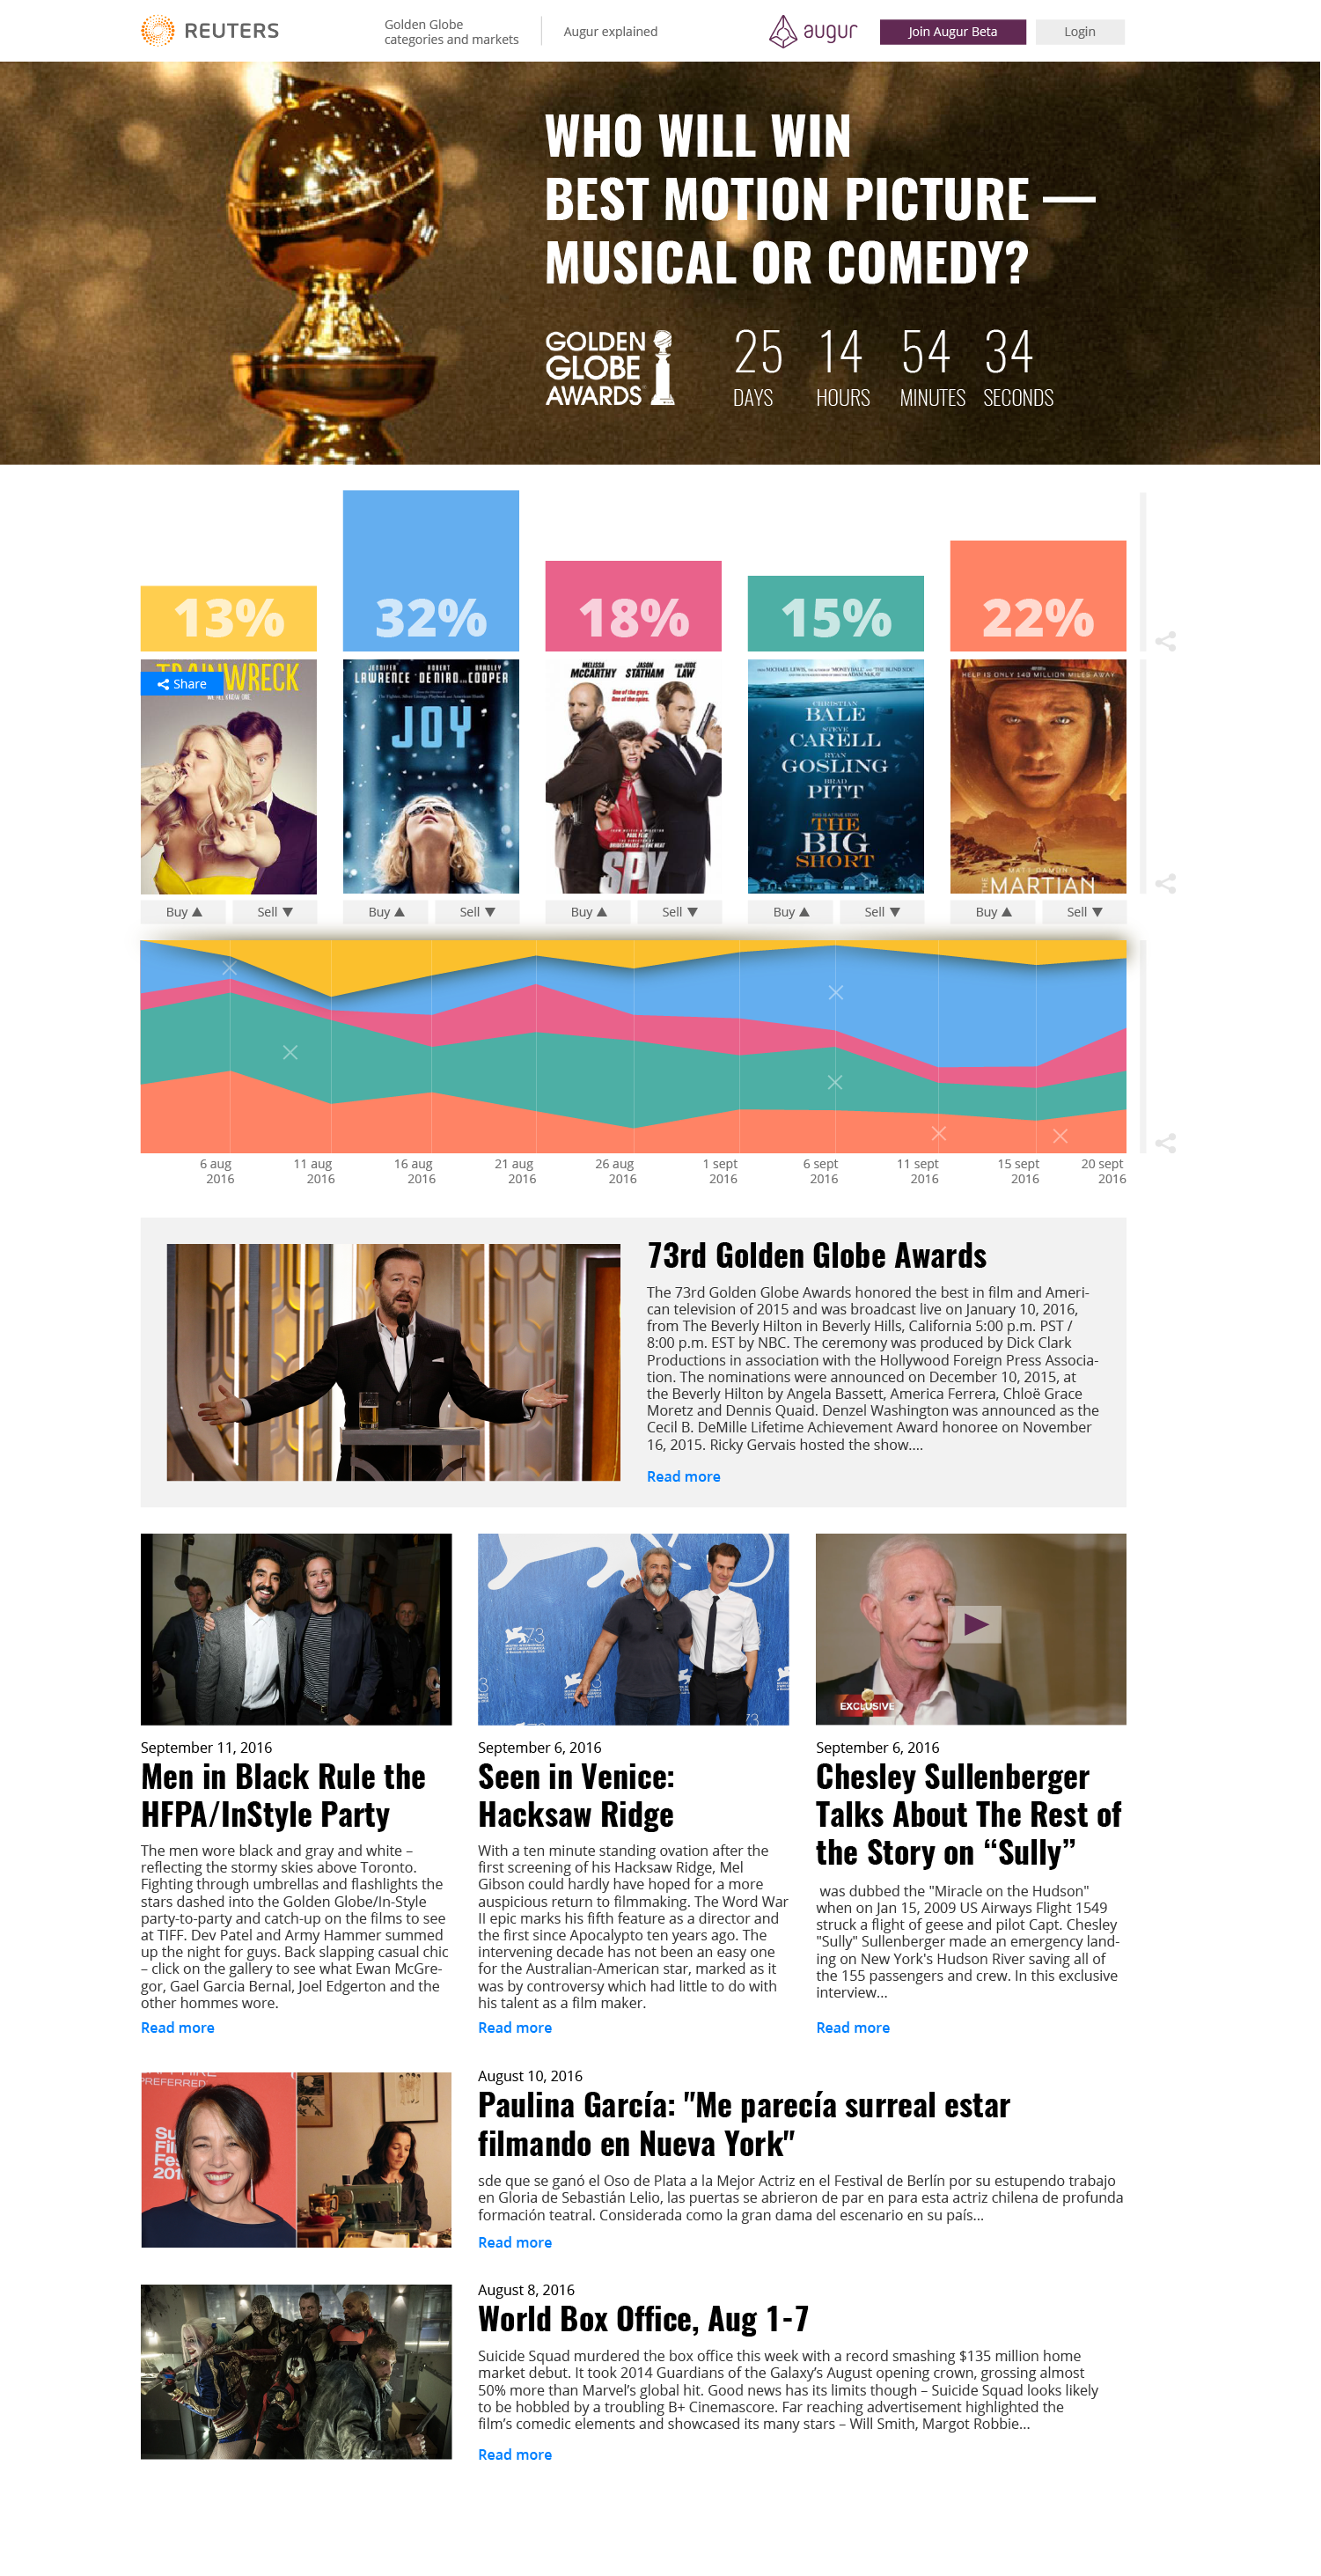 REUTERS
Golden Globe
categories and markets
Augur explained
augur
Join Augur Beta
Login
WHO WILL WIN
BEST MOTION PICTURE —
MUSICAL OR COMEDY?
GOLDEN
GLOBE
AWARDS
25 14 54 34
DAYS HOURS MINUTES SECONDS
13% 32% 18% 15% 22%
TRAINWRECK
Share
JENNIFER ROBERT BRADLEY
LAWRENCE DENIRO AND COOPER
JOY
MELISSA JASON AND JUDE
McCARTHY STATHAM LAW
One of the guys.
One of the spies.
SPY
CHRISTIAN
BALE
STEVE
CARELL
RYAN
GOSLING
BRAD
PITT
THIS IS A TRUE STORY
THE
BIG
SHORT
HELP IS ONLY 140 MILLION MILES AWAY
MATT DAMON
THE MARTIAN
Buy ▲ Sell ▼ Buy ▲ Sell ▼ Buy ▲ Sell ▼ Buy ▲ Sell ▼ Buy ▲ Sell ▼
6 aug 11 aug 16 aug 21 aug 26 aug 1 sept 6 sept 11 sept 15 sept 20 sept
2016 2016 2016 2016 2016 2016 2016 2016 2016 2016
73rd Golden Globe Awards
The 73rd Golden Globe Awards honored the best in film and Ameri-
can television of 2015 and was broadcast live on January 10, 2016,
from The Beverly Hilton in Beverly Hills, California 5:00 p.m. PST /
8:00 p.m. EST by NBC. The ceremony was produced by Dick Clark
Productions in association with the Hollywood Foreign Press Associa-
tion. The nominations were announced on December 10, 2015, at
the Beverly Hilton by Angela Bassett, America Ferrera, Chloë Grace
Moretz and Dennis Quaid. Denzel Washington was announced as the
Cecil B. DeMille Lifetime Achievement Award honoree on November
16, 2015. Ricky Gervais hosted the show....
Read more
September 11, 2016
Men in Black Rule the
HFPA/InStyle Party
The men wore black and gray and white –
reflecting the stormy skies above Toronto.
Fighting through umbrellas and flashlights the
stars dashed into the Golden Globe/In-Style
party-to-party and catch-up on the films to see
at TIFF. Dev Patel and Army Hammer summed
up the night for guys. Back slapping casual chic
– click on the gallery to see what Ewan McGre-
gor, Gael Garcia Bernal, Joel Edgerton and the
other hommes wore.
Read more
73
73
September 6, 2016
Seen in Venice:
Hacksaw Ridge
With a ten minute standing ovation after the
first screening of his Hacksaw Ridge, Mel
Gibson could hardly have hoped for a more
auspicious return to filmmaking. The Word War
II epic marks his fifth feature as a director and
the first since Apocalypto ten years ago. The
intervening decade has not been an easy one
for the Australian-American star, marked as it
was by controversy which had little to do with
his talent as a film maker.
Read more
EXCLUSIVE
September 6, 2016
Chesley Sullenberger
Talks About The Rest of
the Story on “Sully”
was dubbed the "Miracle on the Hudson"
when on Jan 15, 2009 US Airways Flight 1549
struck a flight of geese and pilot Capt. Chesley
"Sully" Sullenberger made an emergency land-
ing on New York's Hudson River saving all of
the 155 passengers and crew. In this exclusive
interview...
Read more
PREFERRED
August 10, 2016
Paulina García: "Me parecía surreal estar
filmando en Nueva York"
sde que se ganó el Oso de Plata a la Mejor Actriz en el Festival de Berlín por su estupendo trabajo
en Gloria de Sebastián Lelio, las puertas se abrieron de par en para esta actriz chilena de profunda
formación teatral. Considerada como la gran dama del escenario en su país...
Read more
August 8, 2016
World Box Office, Aug 1-7
Suicide Squad murdered the box office this week with a record smashing $135 million home
market debut. It took 2014 Guardians of the Galaxy’s August opening crown, grossing almost
50% more than Marvel’s global hit. Good news has its limits though – Suicide Squad looks likely
to be hobbled by a troubling B+ Cinemascore. Far reaching advertisement highlighted the
film’s comedic elements and showcased its many stars – Will Smith, Margot Robbie...
Read more